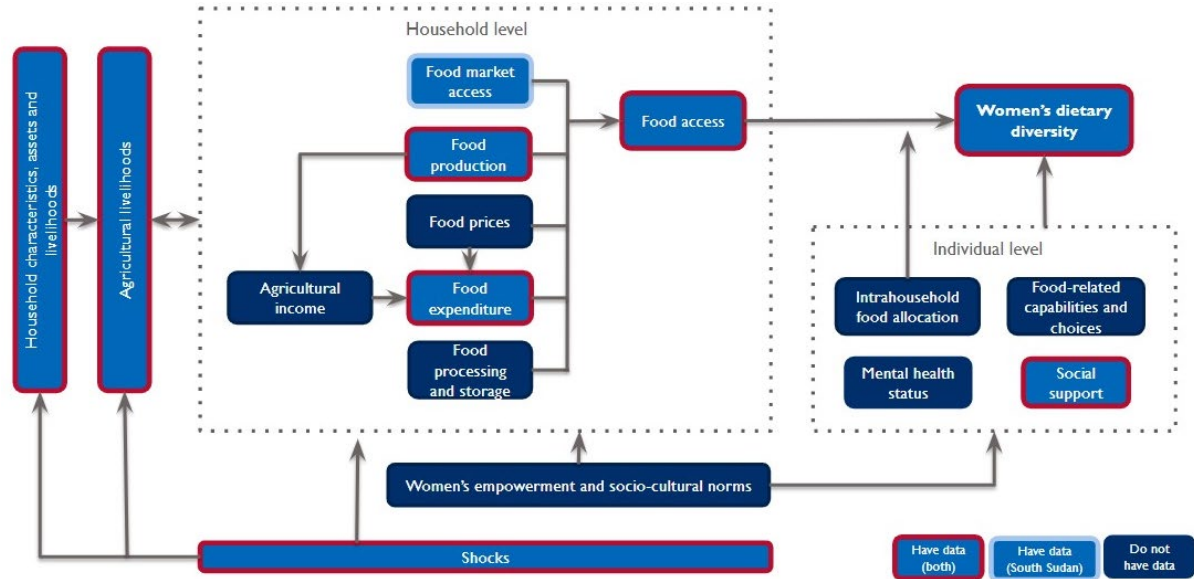 Household characteristics, assets and
livelihoods
Agricultural livelihoods
Household level
Food market
access
Food
production
Food prices
Agricultural
income
Food
expenditure
Food
processing
and storage
Food access
Women's dietary
diversity
Individual level
Intrahousehold
food allocation
Food-related
capabilities and
choices
Mental health
status
Social
support
Women's empowerment and socio-cultural norms
Shocks
Have data
(both)
Have data
(South Sudan)
Do not
have data